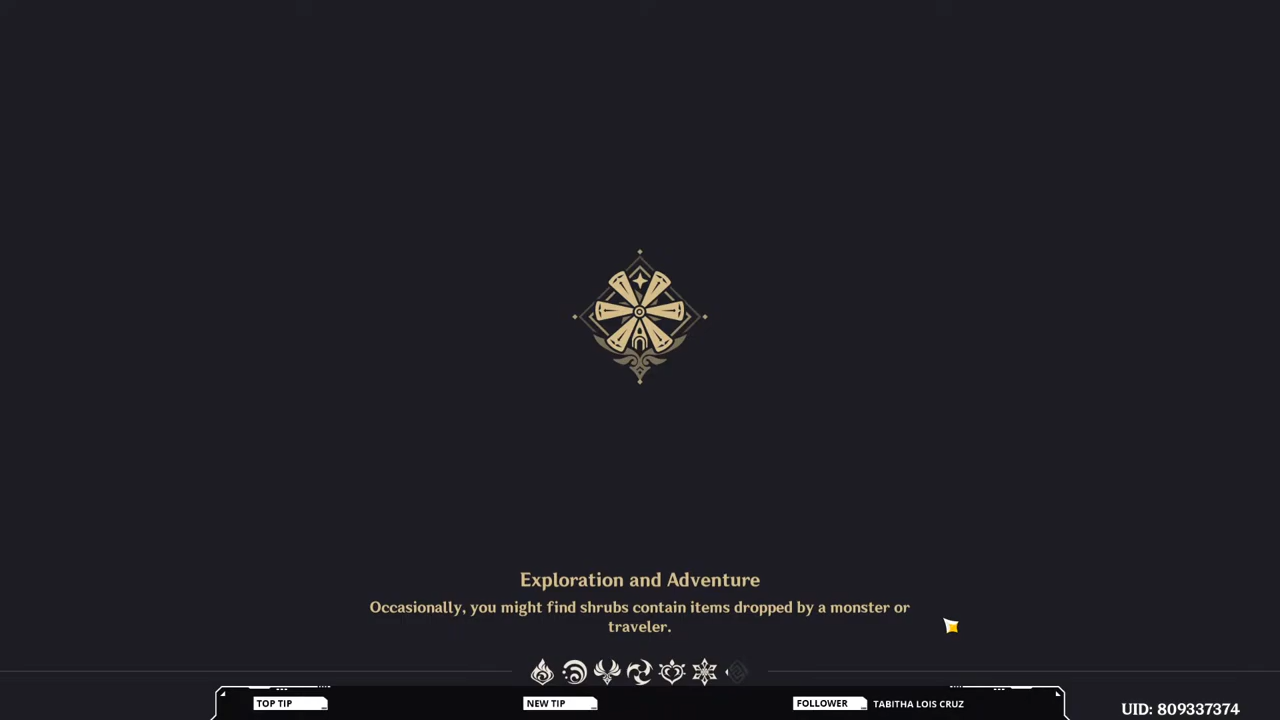 Exploration and Adventure
Occasionally, you might find shrubs contain items dropped by a monster or
traveler.
TOP TIP
NEW TIP
FOLLOWER TABITHA LOIS CRUZ
UID: 809337374